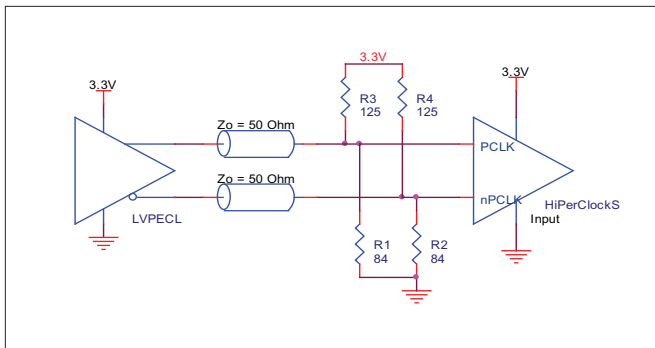 3.3V
3.3V
3.3V
R3
125
R4
125
Zo = 50 Ohm
PCLK
Zo = 50 Ohm
nPCLK
HiPerClockS
Input
LVPECL
R1
84
R2
84